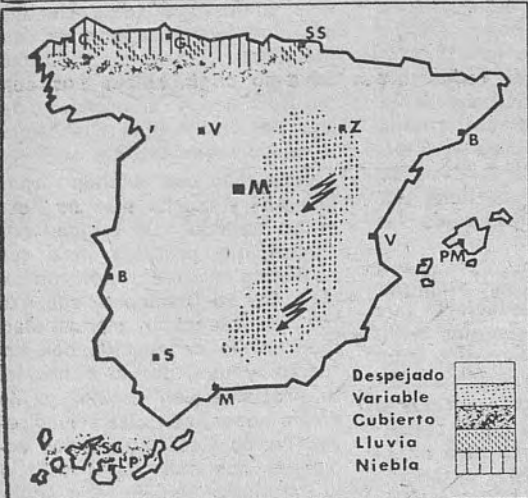 C G SS
V Z B
M
V PM
B
S
M
SC
LP
Despejado
Variable
Cubierto
Lluvia
Niebla